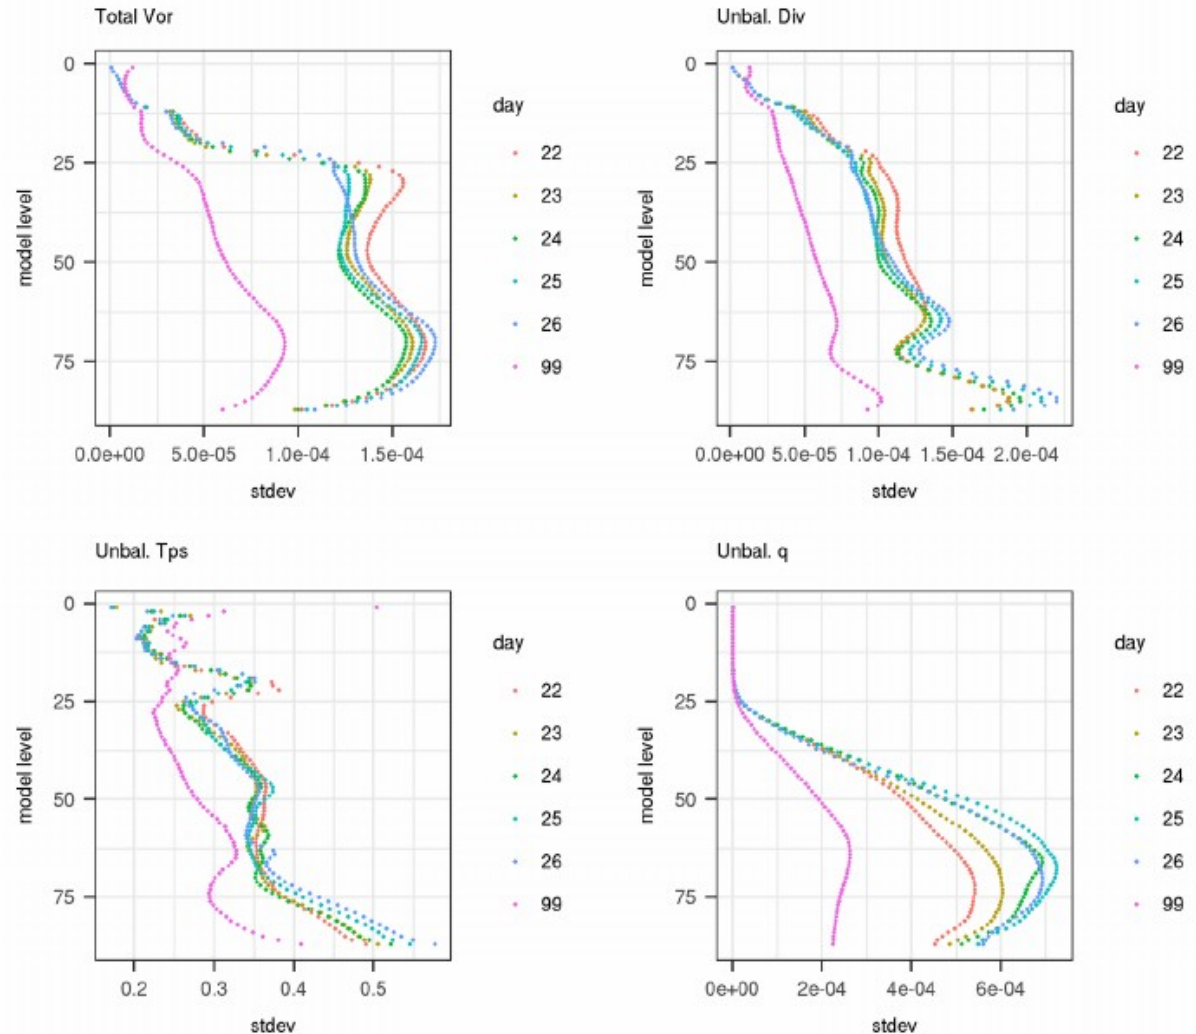 Total Vor
0
25
50
75
model level
0.0e+00 5.0e-05 1.0e-04 1.5e-04
stdev
day
22
23
24
25
26
99
Unbal. Div
0
25
50
75
model level
0.0e+00 5.0e-05 1.0e-04 1.5e-04 2.0e-04
stdev
day
22
23
24
25
26
99
Unbal. Tps
0
25
50
75
model level
0.2 0.3 0.4 0.5
stdev
day
22
23
24
25
26
99
Unbal. q
0
25
50
75
model level
0e+00 2e-04 4e-04 6e-04
stdev
day
22
23
24
25
26
99